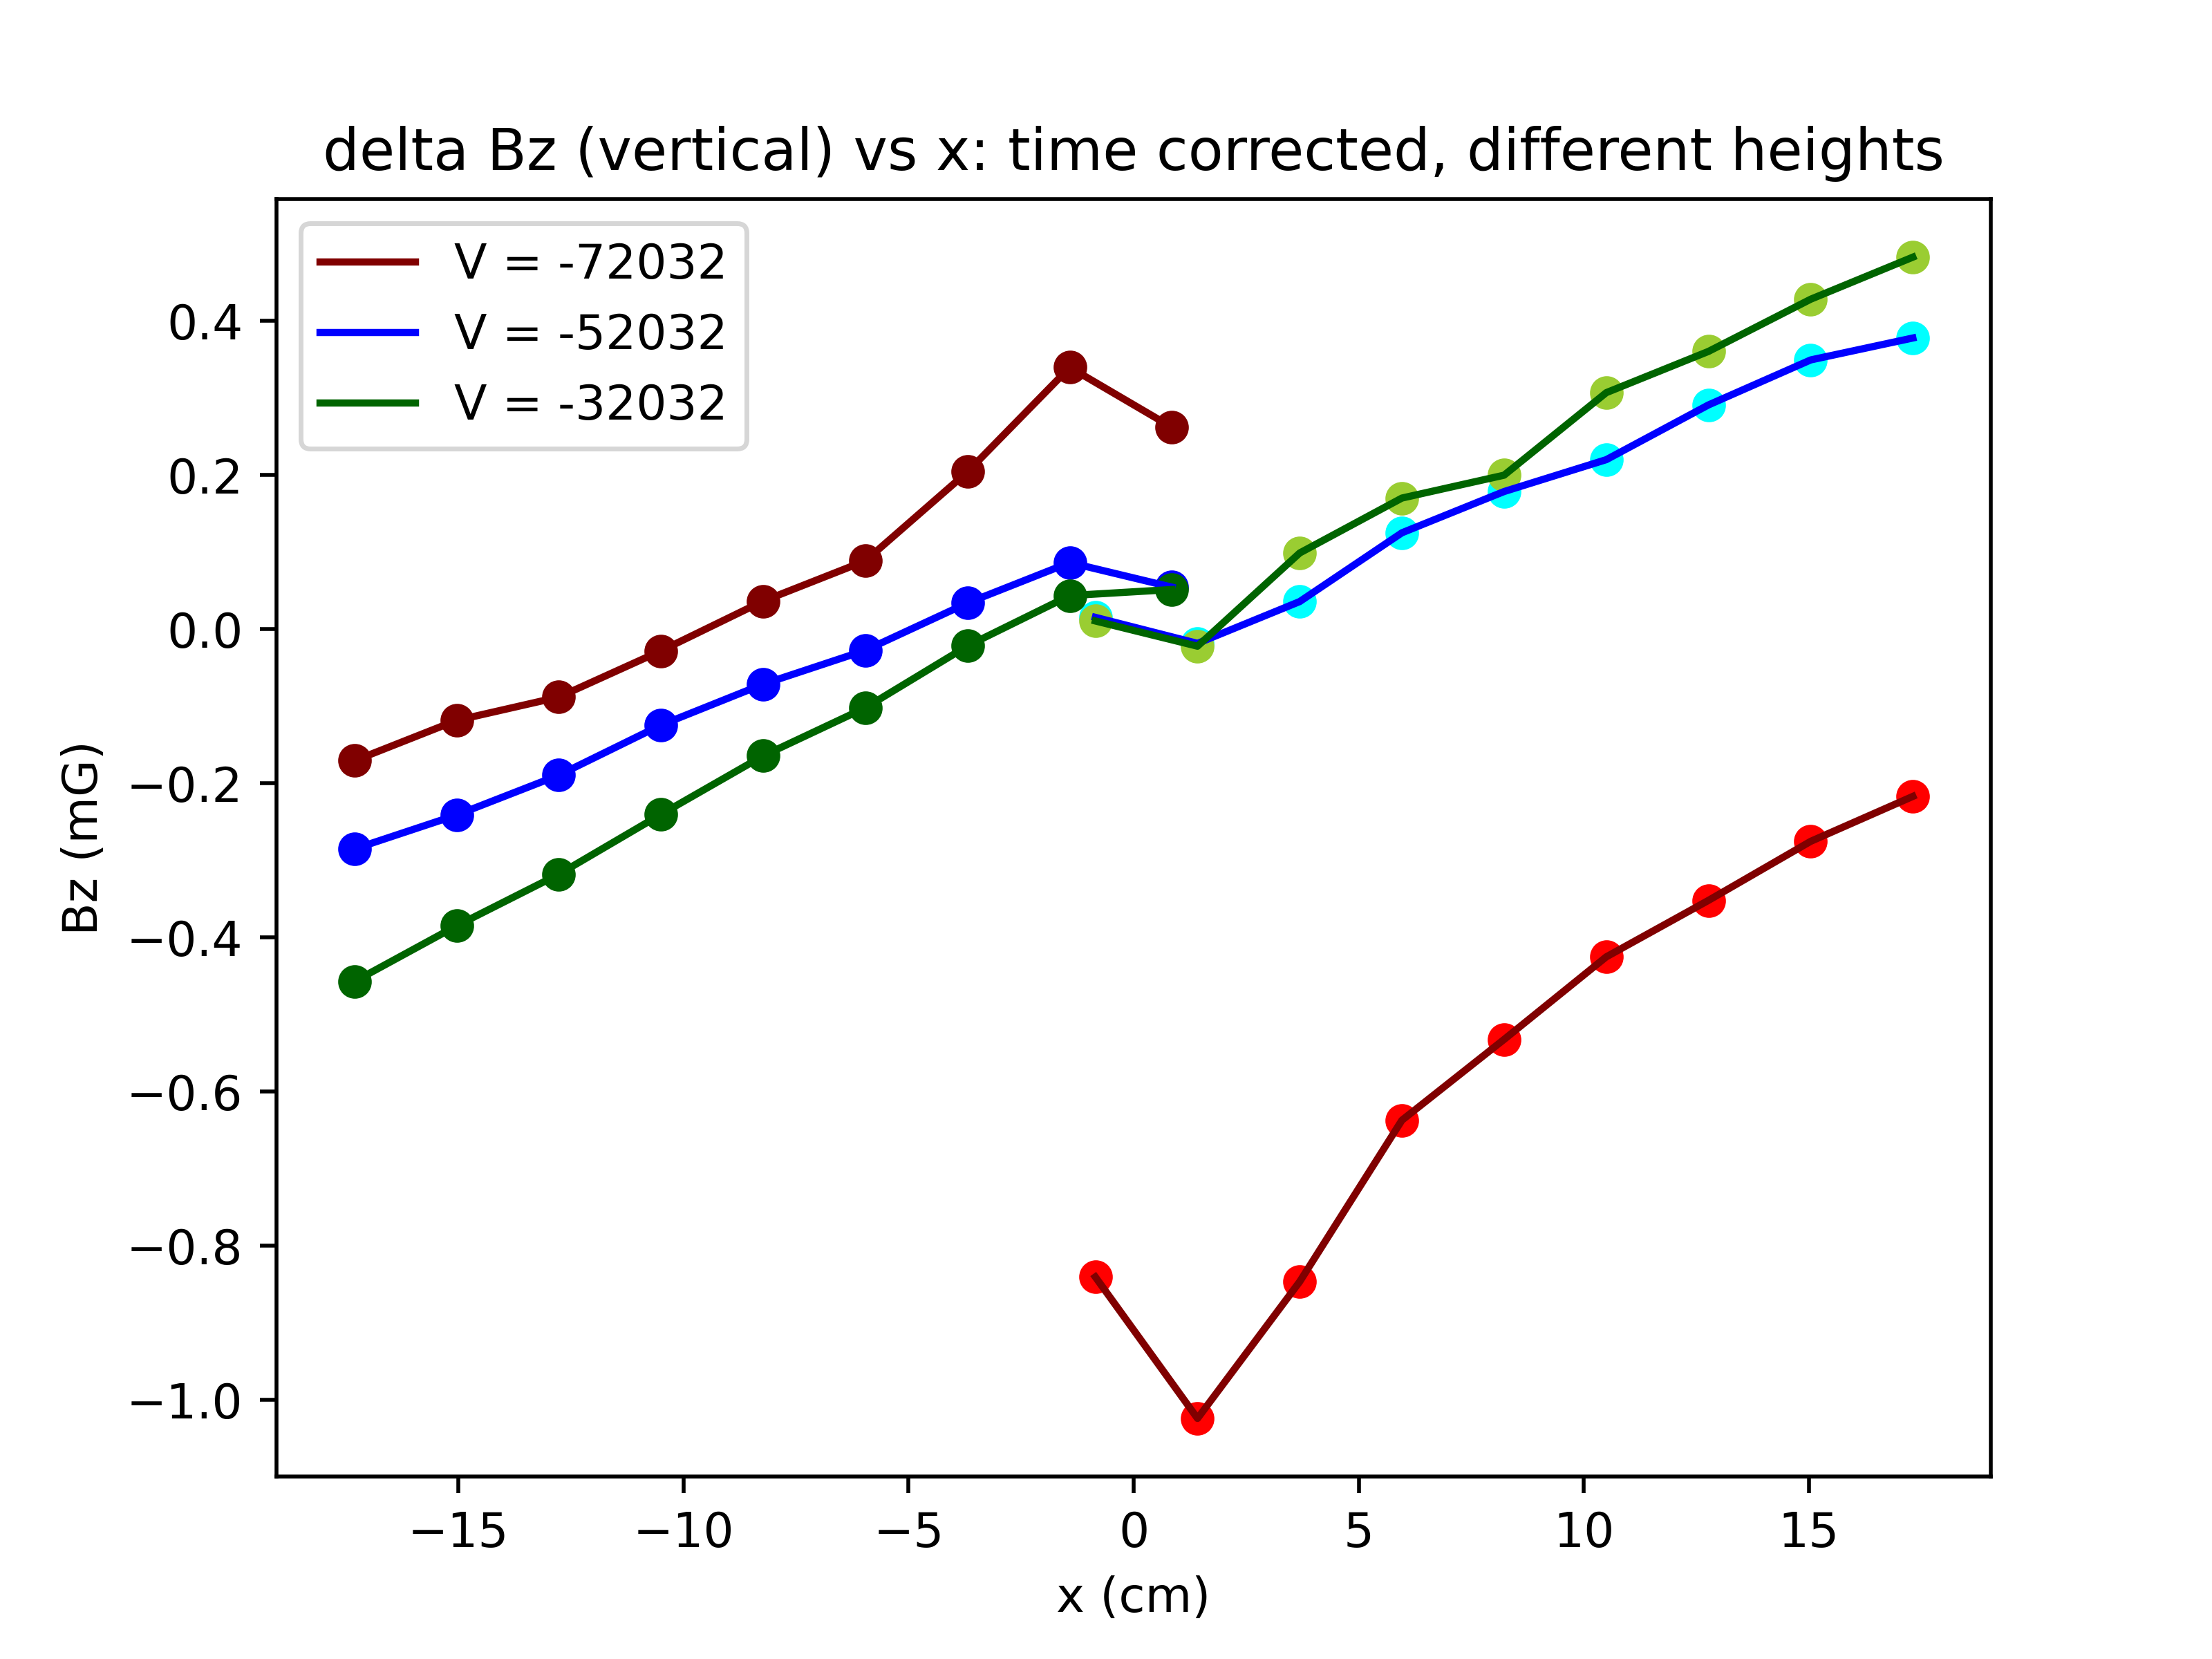 delta Bz (vertical) vs x: time corrected, different heights
V = -72032
V = -52032
V = -32032
0.4
0.2
0.0
−0.2
−0.4
−0.6
−0.8
−1.0
Bz (mG)
−15 −10 −5 0 5 10 15
x (cm)